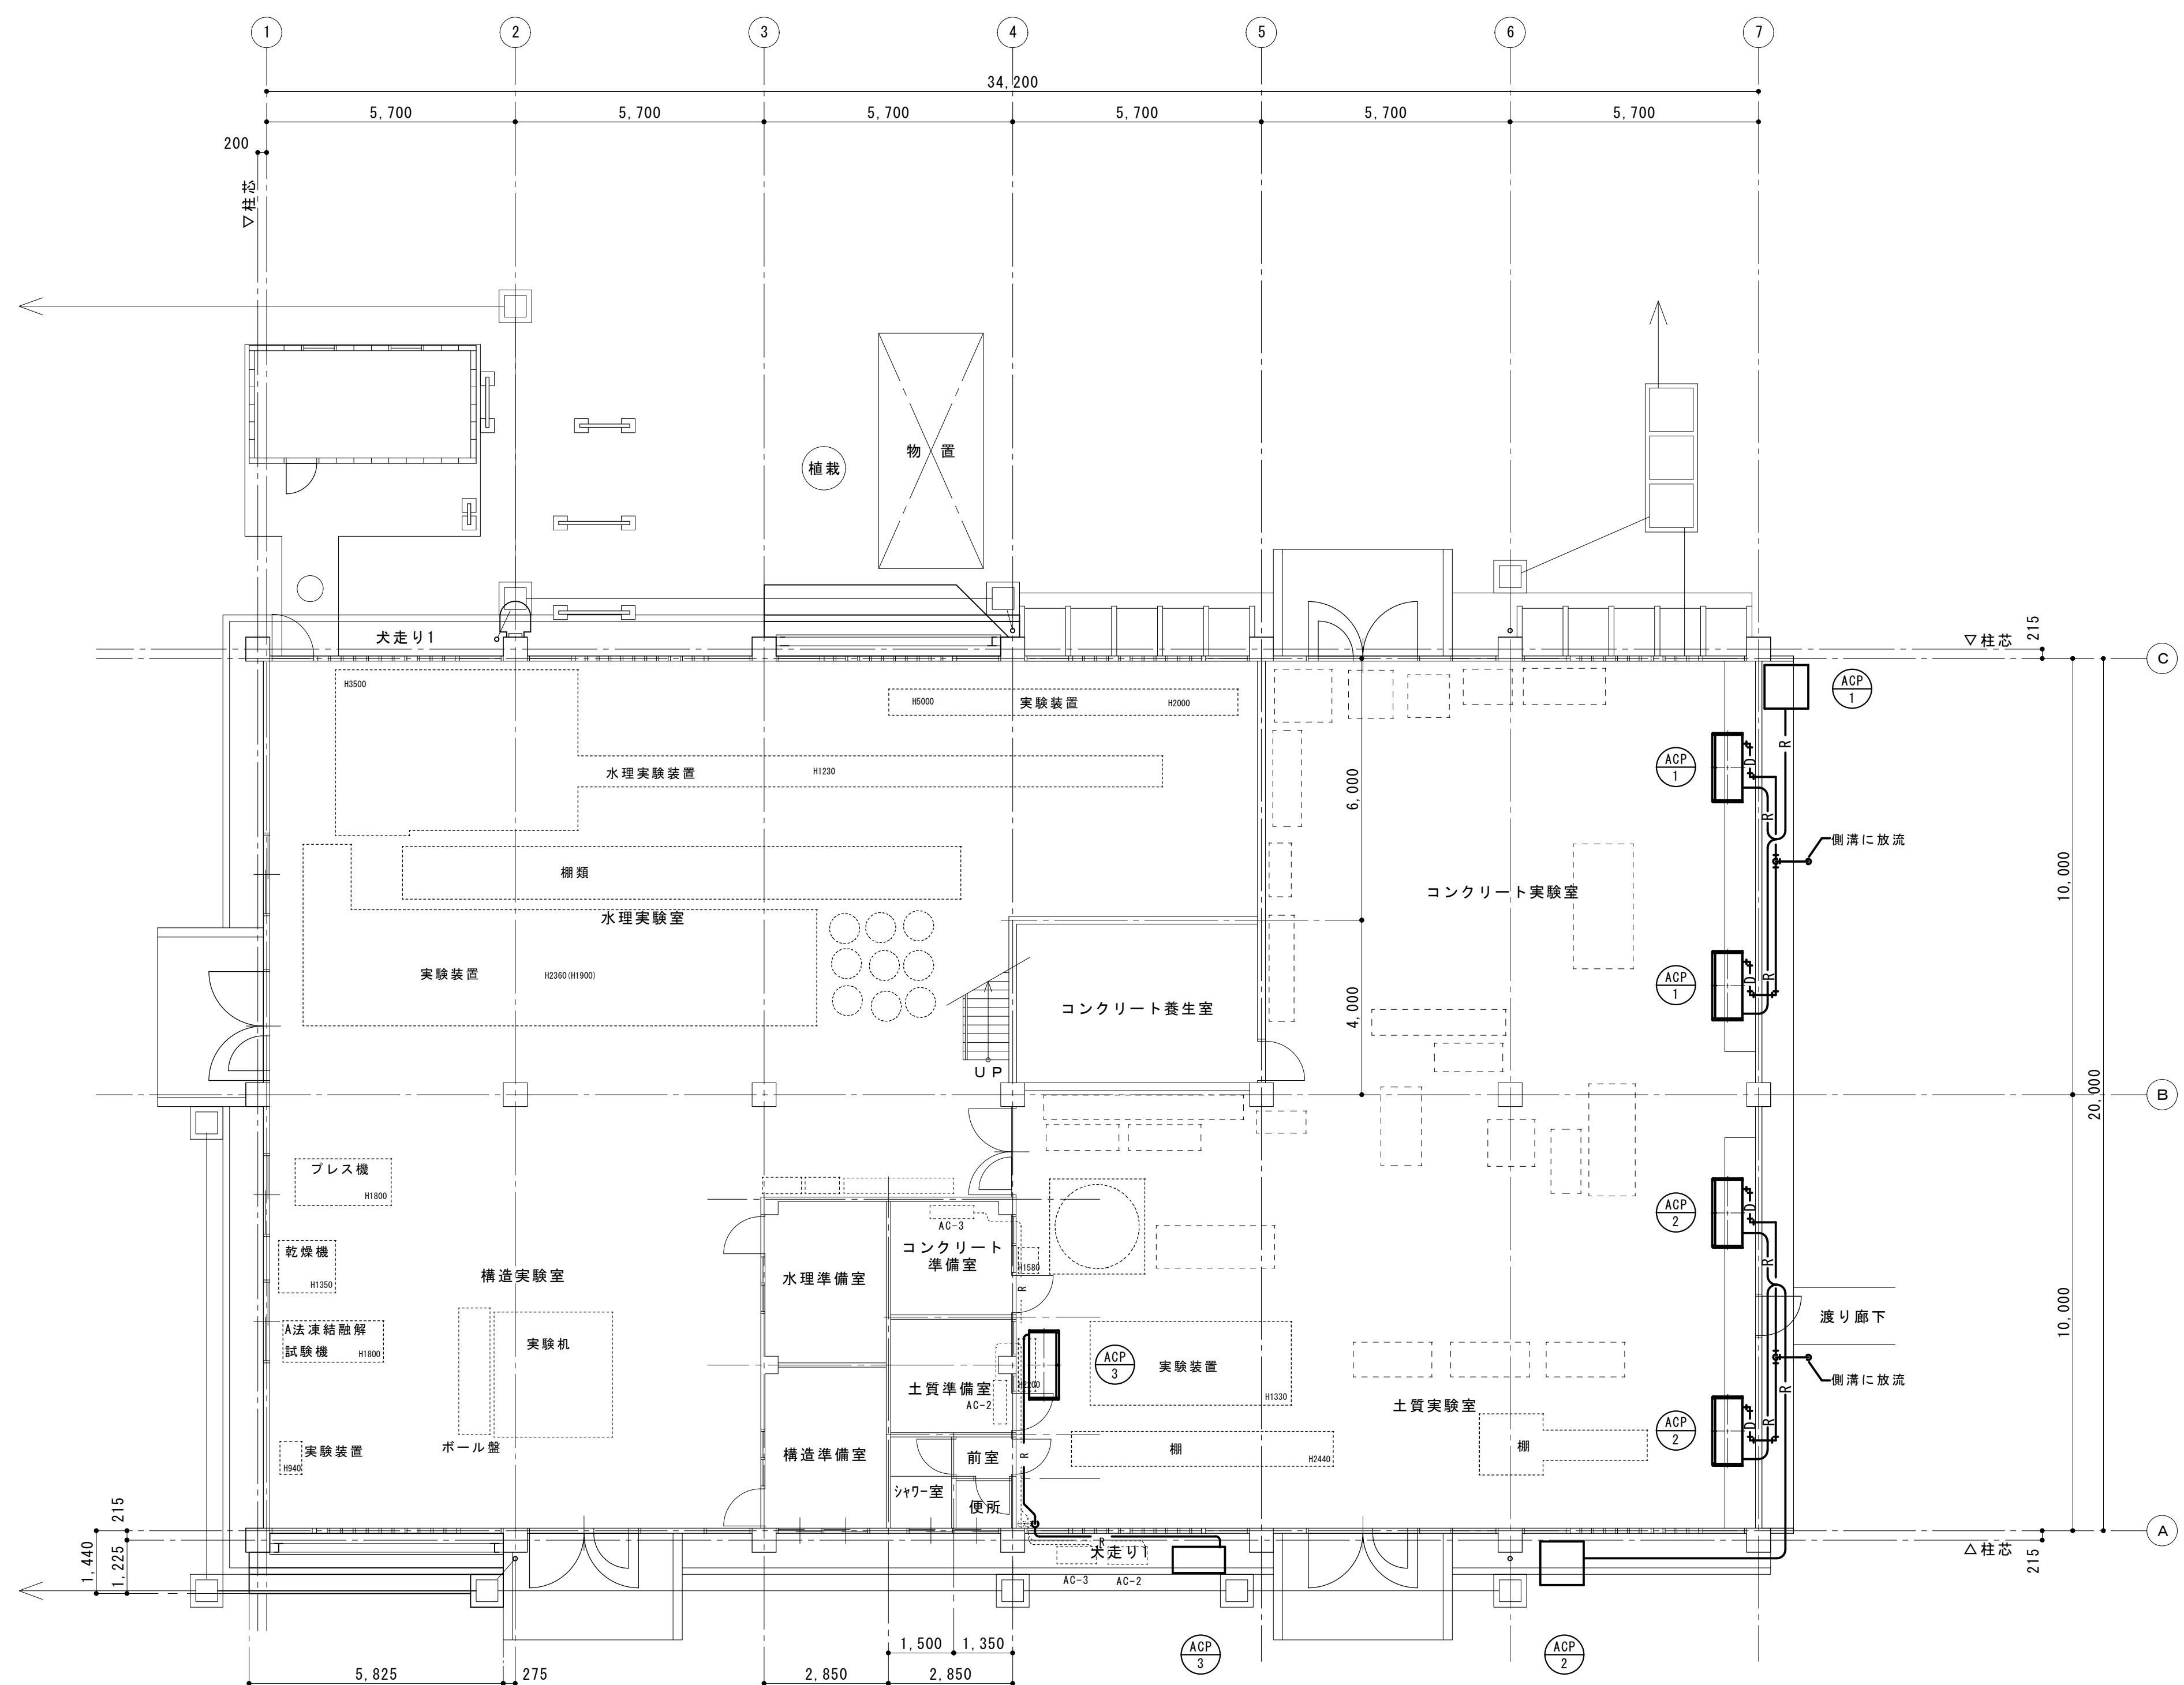 1
2
3
4
5
6
7
34,200
5,700
5,700
5,700
5,700
5,700
5,700
200
▽柱芯
物 置
植栽
犬走り1
▽柱芯
215
C
H3500
H5000
実験装置
H2000
ACP
1
水理実験装置
H1230
ACP
1
D
R
R
6,000
側溝に放流
棚類
コンクリート実験室
10,000
水理実験室
実験装置
H2360(H1900)
コンクリート養生室
4,000
ACP
1
D
R
UP
20,000
B
プレス機
H1800
AC-3
コンクリート
準備室
ACP
2
D
R
乾燥機
H1350
構造実験室
水理準備室
H1580
R
渡り廊下
10,000
A法凍結融解
試験機
H1800
実験机
土質準備室
AC-2
H2100
ACP
3
実験装置
H1330
側溝に放流
R
土質実験室
ACP
2
D
R
実験装置
H940
ボール盤
構造準備室
前室
R
棚
H2440
棚
シャワー室
便所
215
1,440
1,225
R
犬走り1
AC-3
AC-2
A
△柱芯
215
1,500
1,350
ACP
3
ACP
2
5,825
275
2,850
2,850